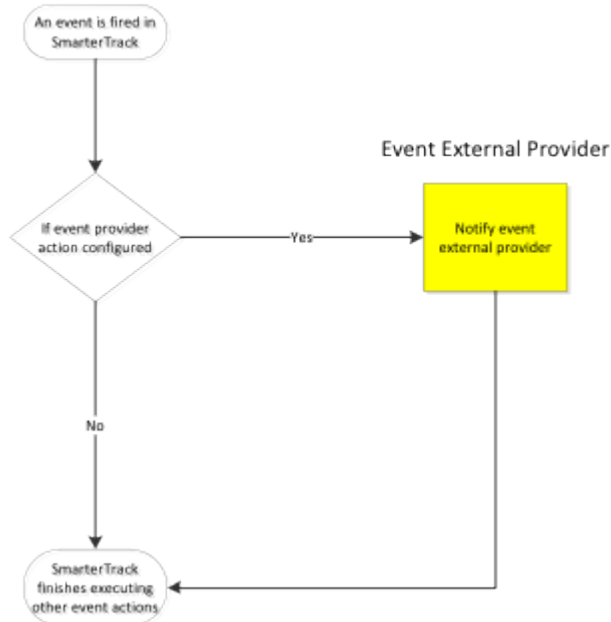 An event is fired in
SmarterTrack
Event External Provider
If event provider
action configured
Yes
Notify event
external provider
No
SmarterTrack
finishes executing
other event actions